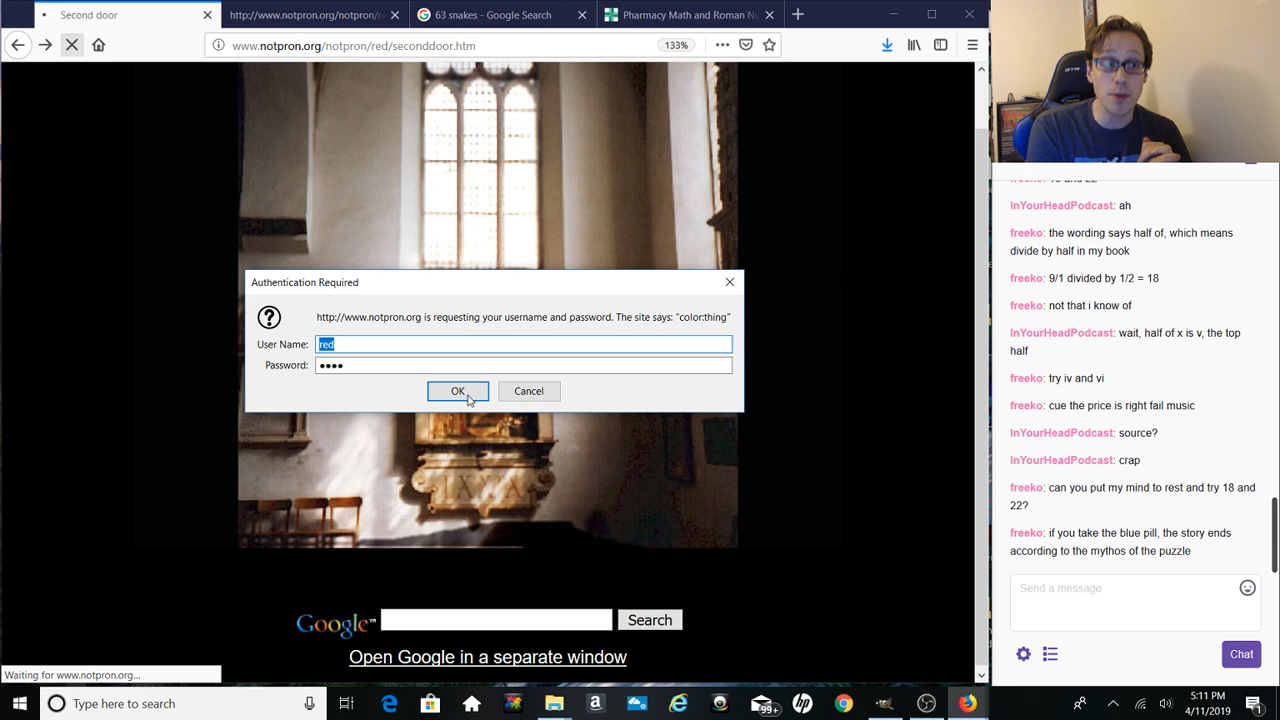 Second door
http://www.notpron.org/notpron/r
63 snakes - Google Search
Pharmacy Math and Roman Nu
www.notpron.org/notpron/red/seconddoor.htm
133%
Authentication Required
http://www.notpron.org is requesting your username and password. The site says: "color:thing"
User Name: red
Password: ••••
OK
Cancel
Google™
Search
Open Google in a separate window
Waiting for www.notpron.org...
GTR
InYourHeadPodcast: ah
freeko: the wording says half of, which means
divide by half in my book
freeko: 9/1 divided by 1/2 = 18
freeko: not that i know of
InYourHeadPodcast: wait, half of x is v, the top
half
freeko: try iv and vi
freeko: cue the price is right fail music
InYourHeadPodcast: source?
InYourHeadPodcast: crap
freeko: can you put my mind to rest and try 18 and
22?
freeko: if you take the blue pill, the story ends
according to the mythos of the puzzle
Send a message
Chat
Type here to search
99+
hp
5:11 PM
4/11/2019
1